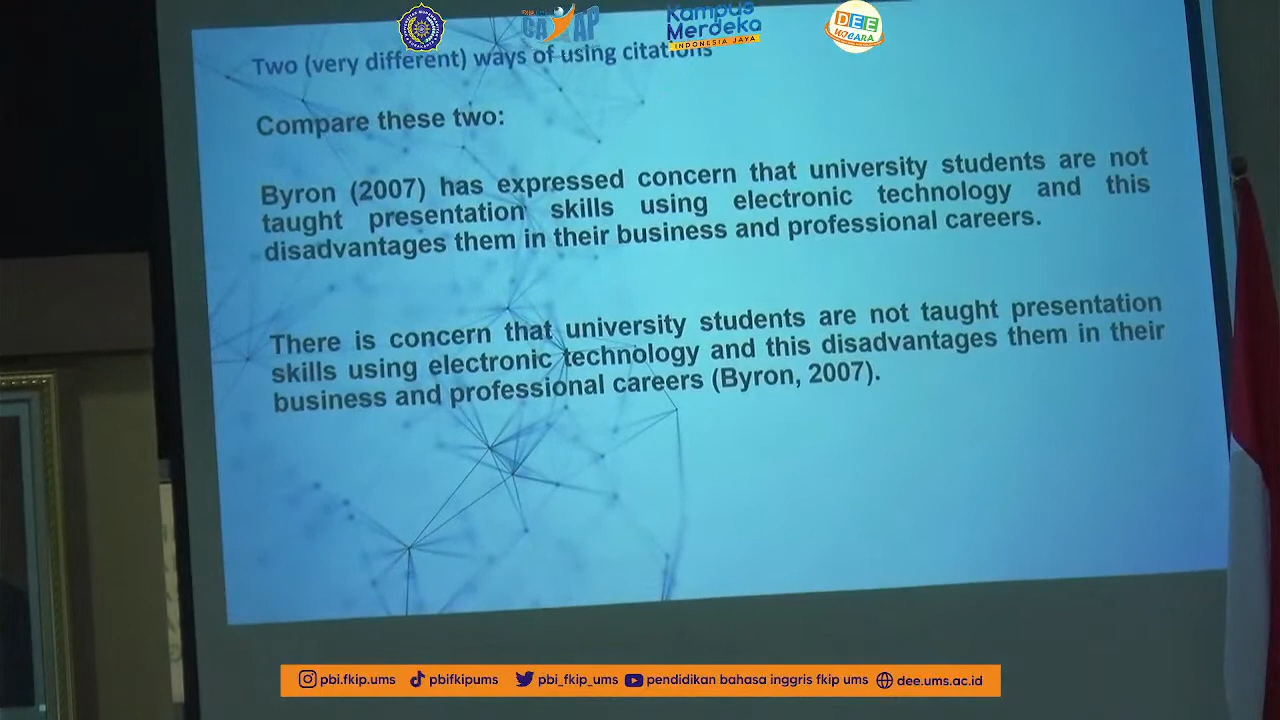 CAKAP
Kampus
Merdeka
INDONESIA JAYA
DEE
WICARA
Two (very different) ways of using citations
Compare these two:
Byron (2007) has expressed concern that university students are not
taught presentation skills using electronic technology and this
disadvantages them in their business and professional careers.
There is concern that university students are not taught presentation
skills using electronic technology and this disadvantages them in their
business and professional careers (Byron, 2007).
pbi.fkip.ums pbifkipums pbi_fkip_ums pendidikan bahasa inggris fkip ums dee.ums.ac.id